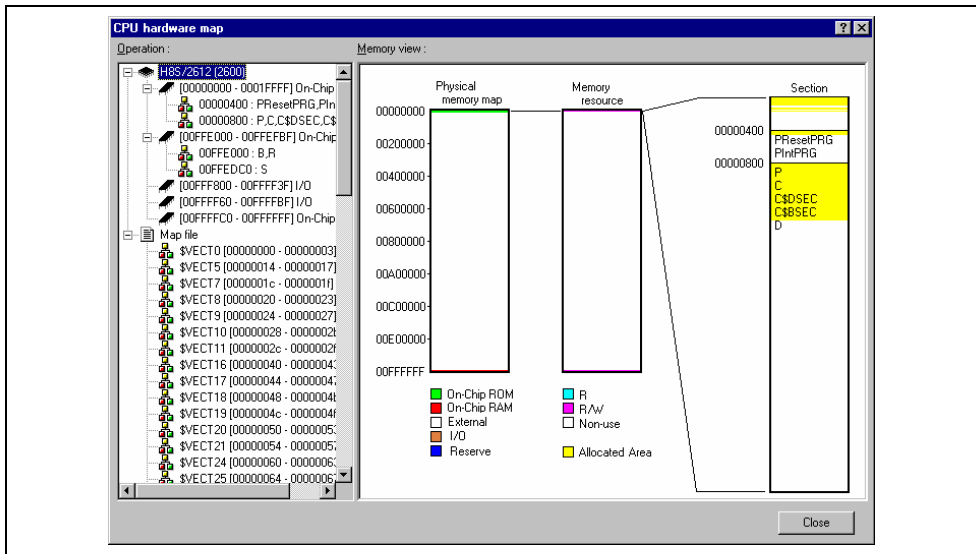 CPU hardware map
Operation :
H8S/2612 (2600)
[00000000 - 0001FFFF] On-Chip
00000400 : PResetPRG,PIn
00000800 : P,C,C$DSEC,C$
[00FFE000 - 00FFEFBF] On-Chip
00FFE000 : B,R
00FFEDC0 : S
[00FFF800 - 00FFFF3F] I/O
[00FFFF60 - 00FFFFBF] I/O
[00FFFFC0 - 00FFFFFF] On-Chip
Map file
$VECT0 [00000000 - 00000003]
$VECT5 [00000014 - 00000017]
$VECT7 [0000001c - 0000001f]
$VECT8 [00000020 - 00000023]
$VECT9 [00000024 - 00000027]
$VECT10 [00000028 - 0000002
$VECT11 [0000002c - 0000002
$VECT16 [00000040 - 0000004
$VECT17 [00000044 - 0000004
$VECT18 [00000048 - 0000004
$VECT19 [0000004c - 0000004
$VECT20 [00000050 - 0000005
$VECT21 [00000054 - 0000005
$VECT24 [00000060 - 0000006
$VECT25 [00000064 - 0000006
Memory view :
Physical
memory map
Memory
resource
Section
00000000
00200000
00400000
00600000
00800000
00A00000
00C00000
00E00000
00FFFFFF
00000400
00000800
PResetPRG
PIntPRG
P
C
C$DSEC
C$BSEC
D
On-Chip ROM
On-Chip RAM
External
I/O
Reserve
R
R/W
Non-use
Allocated Area
Close